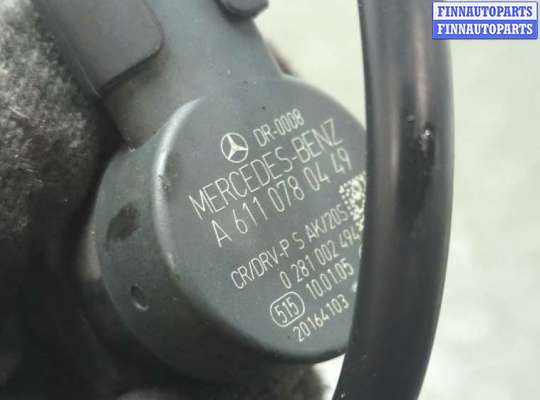 FINNAUTOPARTS
FINNAUTOPARTS
DR-0008
MERCEDES-BENZ
A 611 078 04 49
CR/DRV-P S AK/20S
0 281 002 494
515 10.01.05
20164103